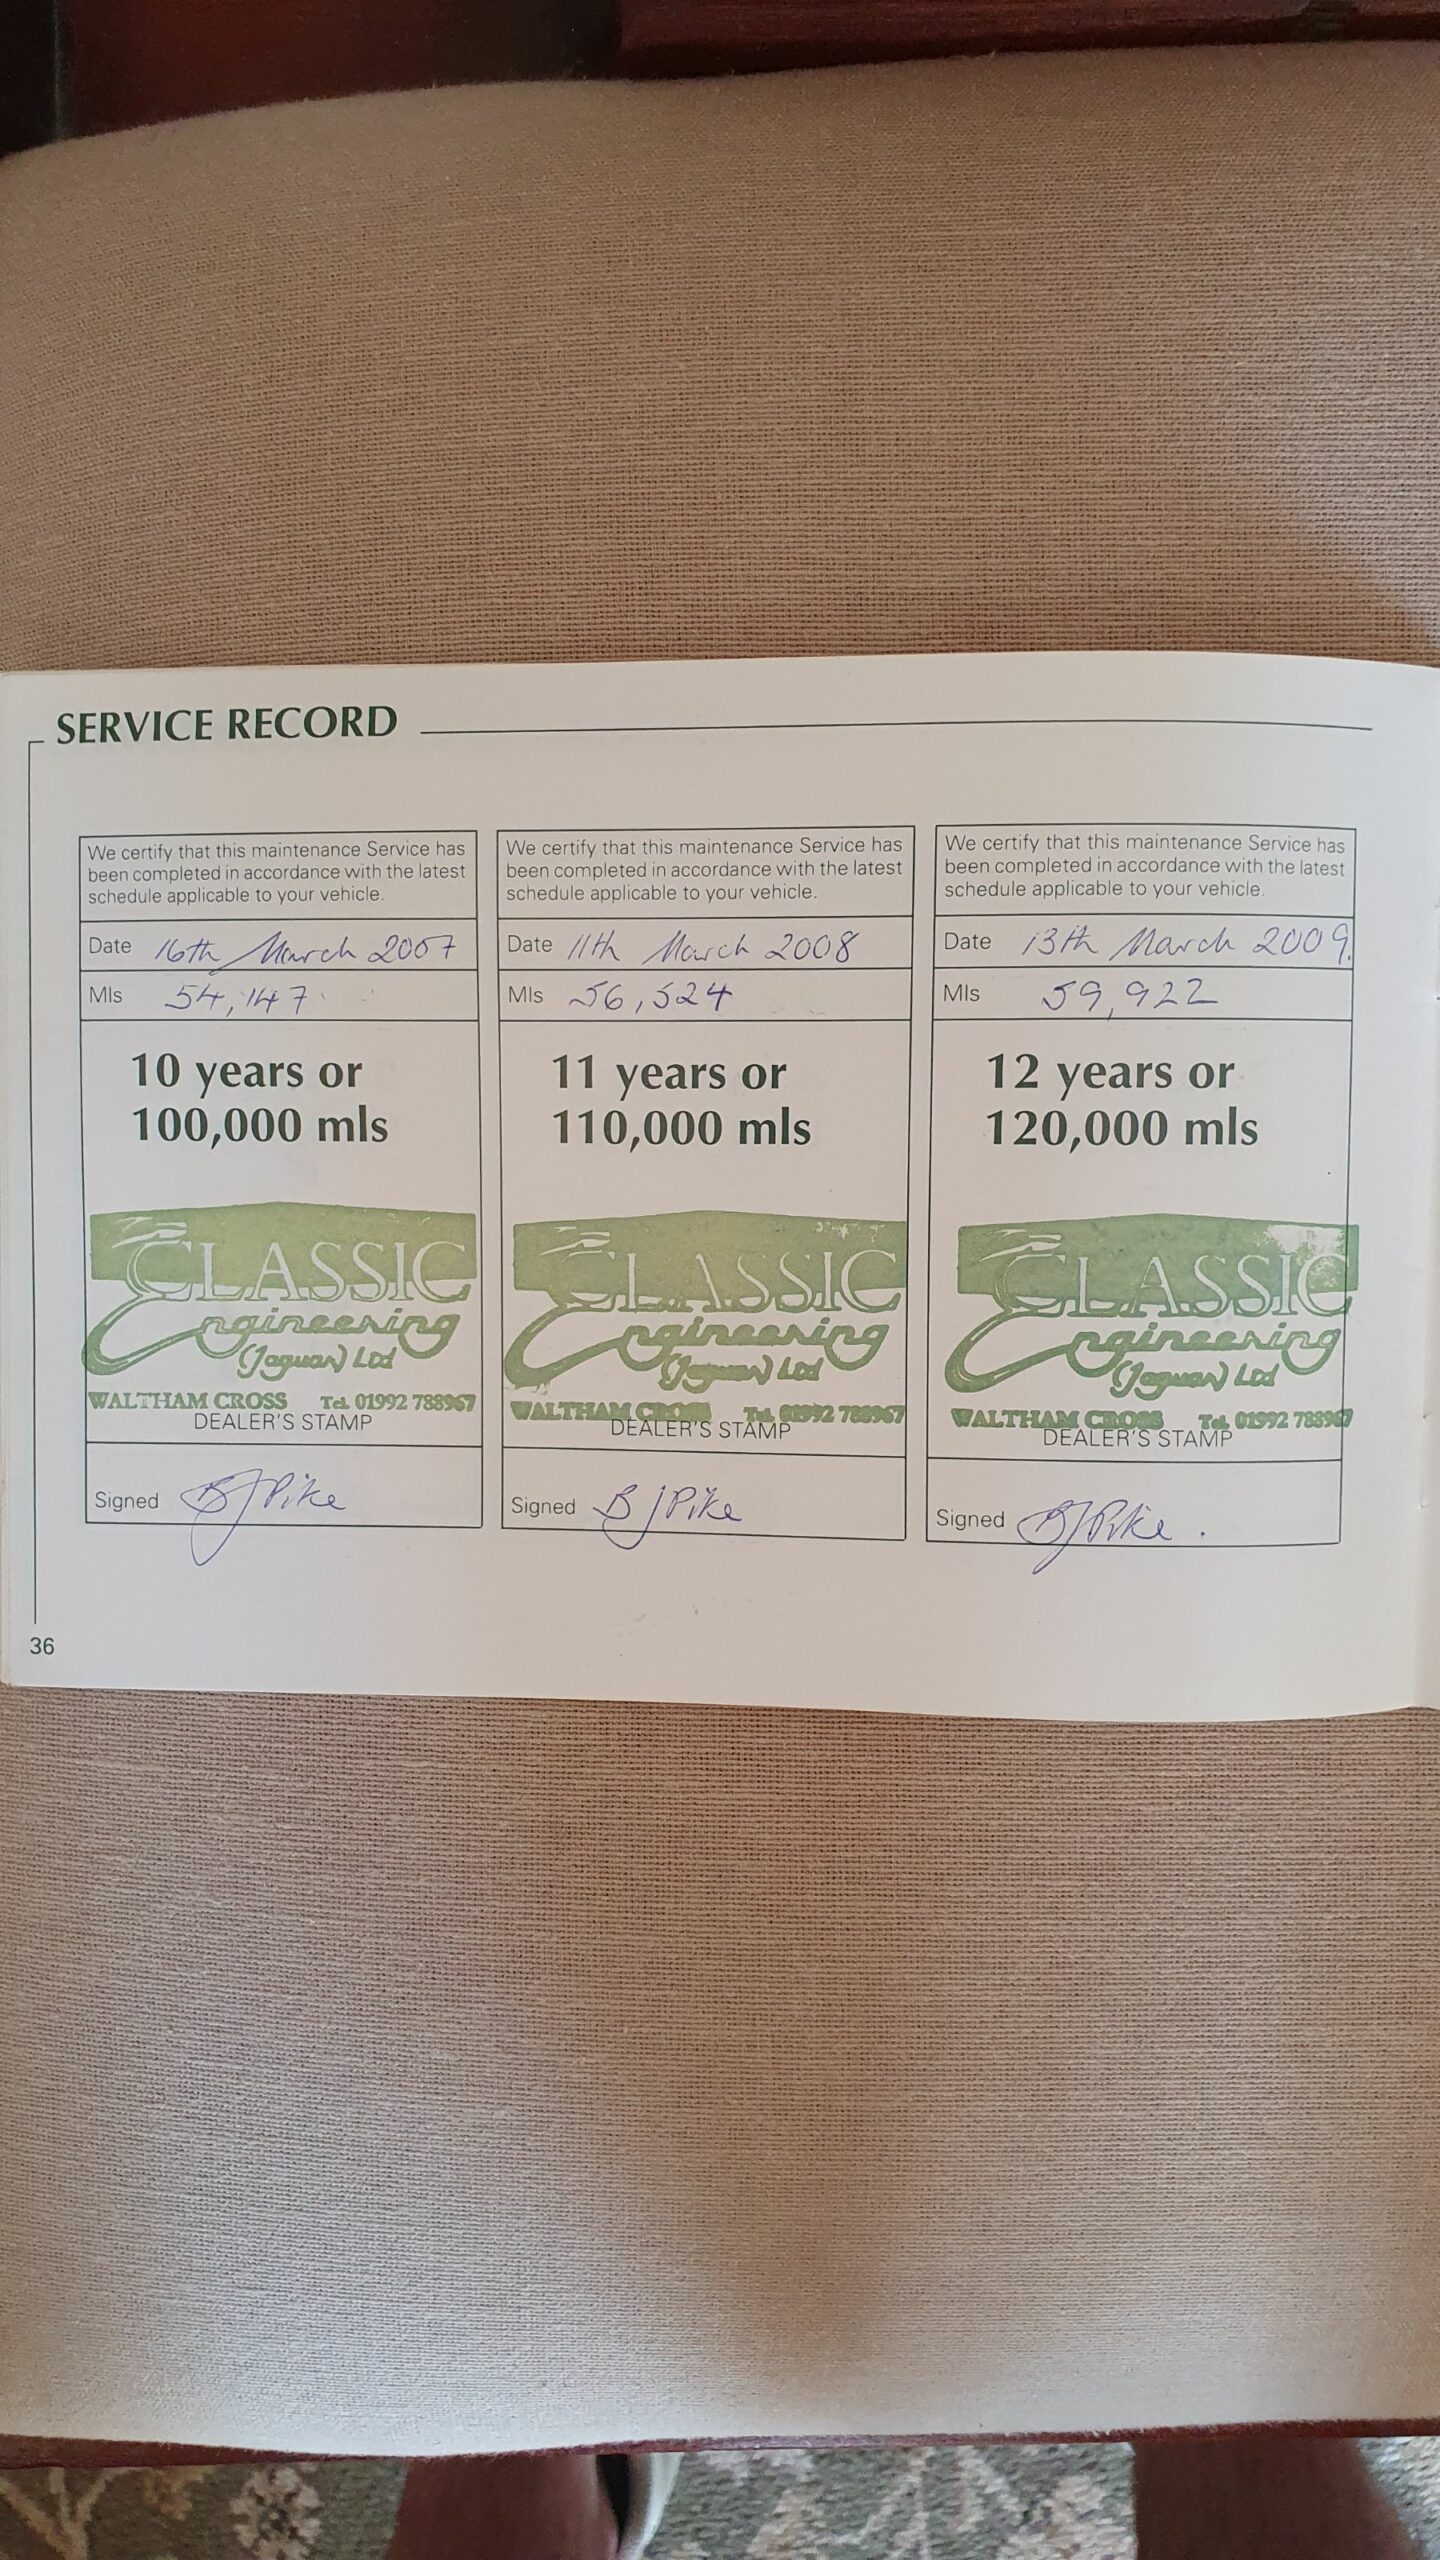 SERVICE RECORD
We certify that this maintenance Service has
been completed in accordance with the latest
schedule applicable to your vehicle.
Date 16th March 2007
Mls 54,147
10 years or
100,000 mls
CLASSIC
Engineering
(Jaguar) Ltd
WALTHAM CROSS Tel. 01992 788967
DEALER'S STAMP
Signed B J Pike
We certify that this maintenance Service has
been completed in accordance with the latest
schedule applicable to your vehicle.
Date 11th March 2008
Mls 56,524
11 years or
110,000 mls
CLASSIC
Engineering
(Jaguar) Ltd
WALTHAM CROSS Tel. 01992 788967
DEALER'S STAMP
Signed B J Pike
We certify that this maintenance Service has
been completed in accordance with the latest
schedule applicable to your vehicle.
Date 13th March 2009.
Mls 59,922
12 years or
120,000 mls
CLASSIC
Engineering
(Jaguar) Ltd
WALTHAM CROSS Tel. 01992 788967
DEALER'S STAMP
Signed B J Pike.
36